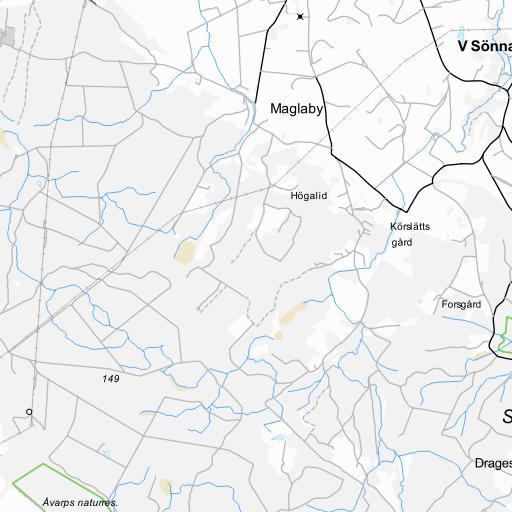 V Sönna
Maglaby
Högalid
Körslätts
gård
Forsgård
149
S
Drages
Åvarps naturres.